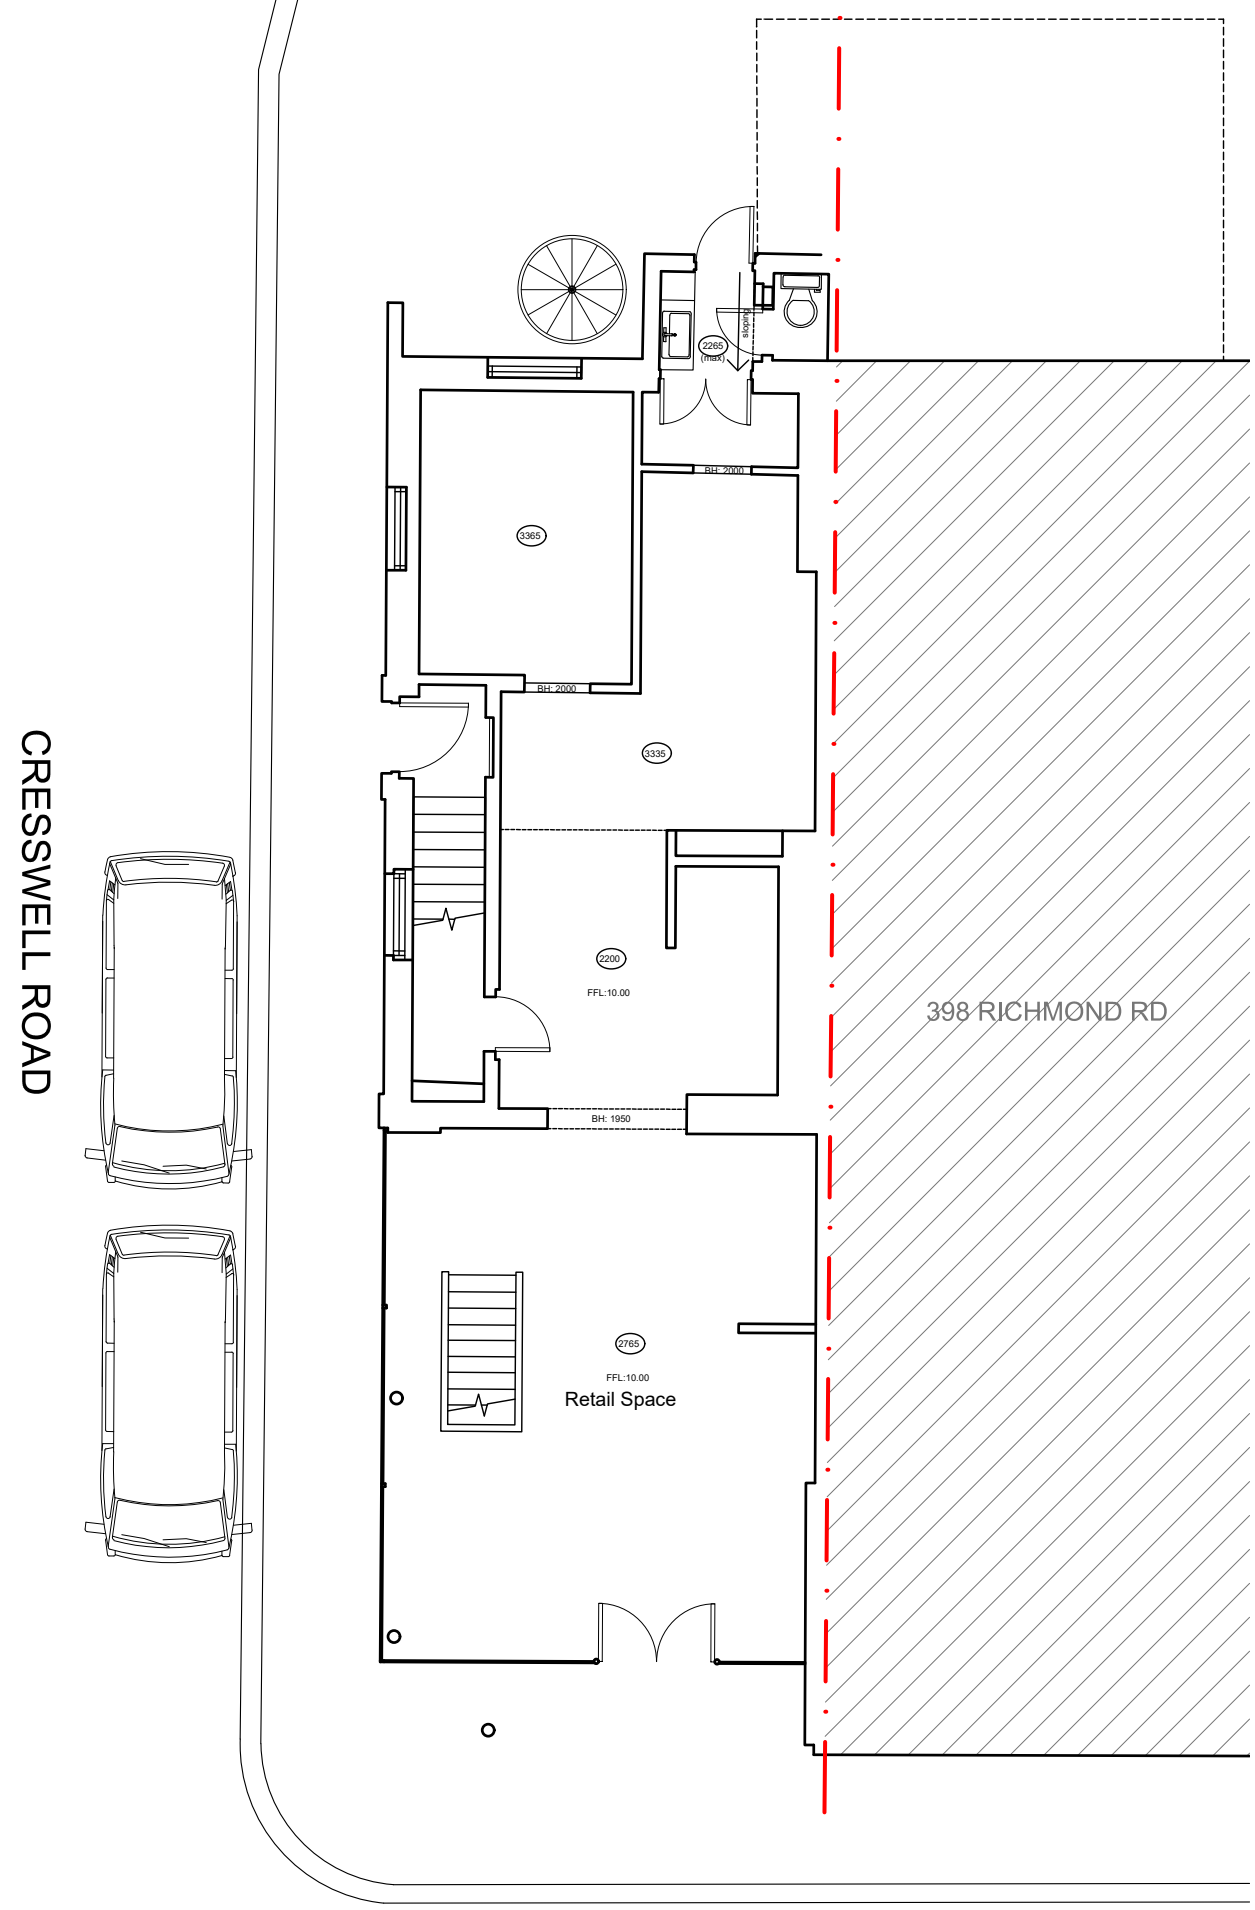 sloping
2265
(max)
BH: 2000
3365
BH: 2000
3335
CRESSWELL ROAD
2200
FFL:10.00
398 RICHMOND RD
BH: 1950
2765
FFL:10.00
Retail Space